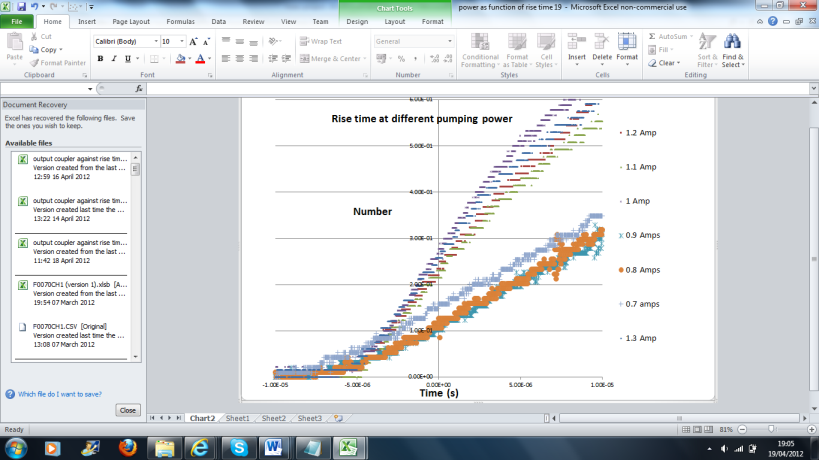 Chart Tools
power as function of rise time 19 - Microsoft Excel non-commercial use
File Home Insert Page Layout Formulas Data Review View Team Design Layout Format
Cut
Copy
Format Painter
Paste
Clipboard
Calibri (Body) 10
Font
Wrap Text
Merge & Center
Alignment
General
Number
Conditional Formatting
Format as Table
Cell Styles
Styles
Insert Delete Format
Cells
AutoSum
Fill
Clear
Sort & Filter
Find & Select
Editing
fx
Document Recovery
Excel has recovered the following files. Save
the ones you wish to keep.
Available files
output coupler against rise tim...
Version created from the last ...
12:59 16 April 2012
output coupler against rise tim...
Version created last time the ...
13:22 14 April 2012
output coupler against rise tim...
Version created from the last ...
11:42 18 April 2012
F0070CH1 (version 1).xlsb [A...
Version created from the last ...
19:54 07 March 2012
F0070CH1.CSV [Original]
Version created last time the ...
13:08 07 March 2012
Which file do I want to save?
Close
Rise time at different pumping power
Number
6.00E-01
5.00E-01
4.00E-01
3.00E-01
2.00E-01
1.00E-01
0.00E+00
-1.00E-05 -5.00E-06 0.00E+00 5.00E-06 1.00E-05
Time (s)
1.2 Amp
1.1 Amp
1 Amp
0.9 Amps
0.8 Amps
0.7 amps
1.3 Amp
Chart2 Sheet1 Sheet2 Sheet3
Ready
81%
19:05
19/04/2012